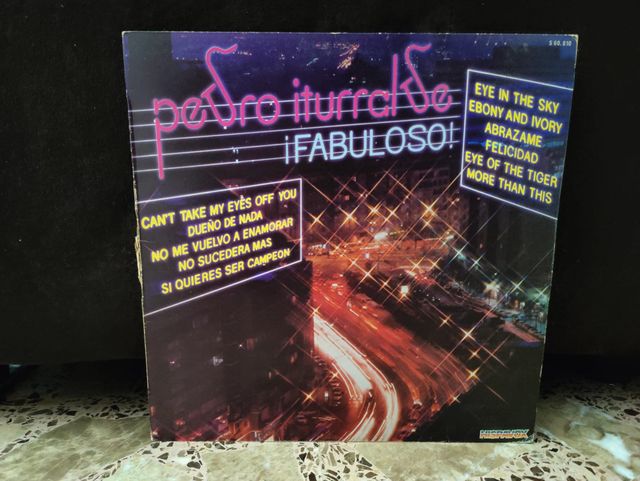 S 60.810
pedro iturralde
¡FABULOSO!
EYE IN THE SKY
EBONY AND IVORY
ABRAZAME
FELICIDAD
EYE OF THE TIGER
MORE THAN THIS
CAN'T TAKE MY EYES OFF YOU
DUEÑO DE NADA
NO ME VUELVO A ENAMORAR
NO SUCEDERA MAS
SI QUIERES SER CAMPEON
HISPAVOX